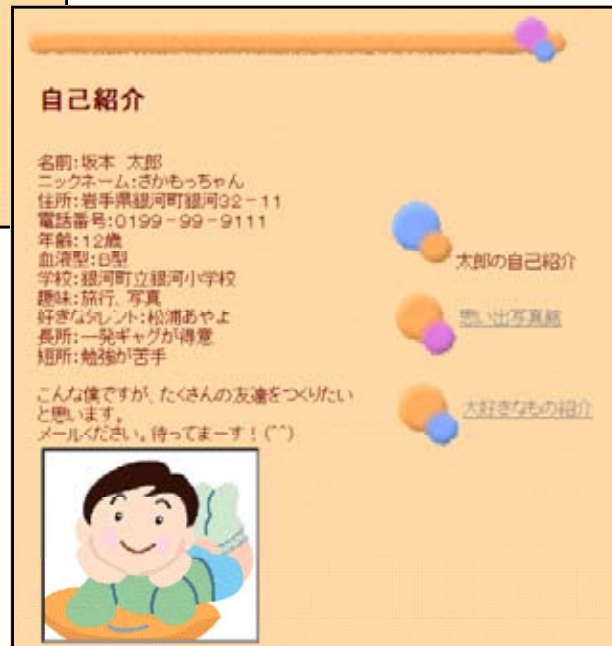 自己紹介
名前:坂本 太郎
ニックネーム:さかもっちゃん
住所:岩手県銀河町銀河92-11
電話番号:0199-99-9111
年齢:12歳
血液型:B型
学校:銀河町立銀河小学校
趣味:旅行、写真
好きなタレント:松浦あやよ
長所:一発ギャグが得意
短所:勉強が苦手
こんな僕ですが、たくさんの友達をつくりたい
と思います。
メールください。待ってまーす!(^^)
太郎の自己紹介
思い出写真館
大好きなもの紹介